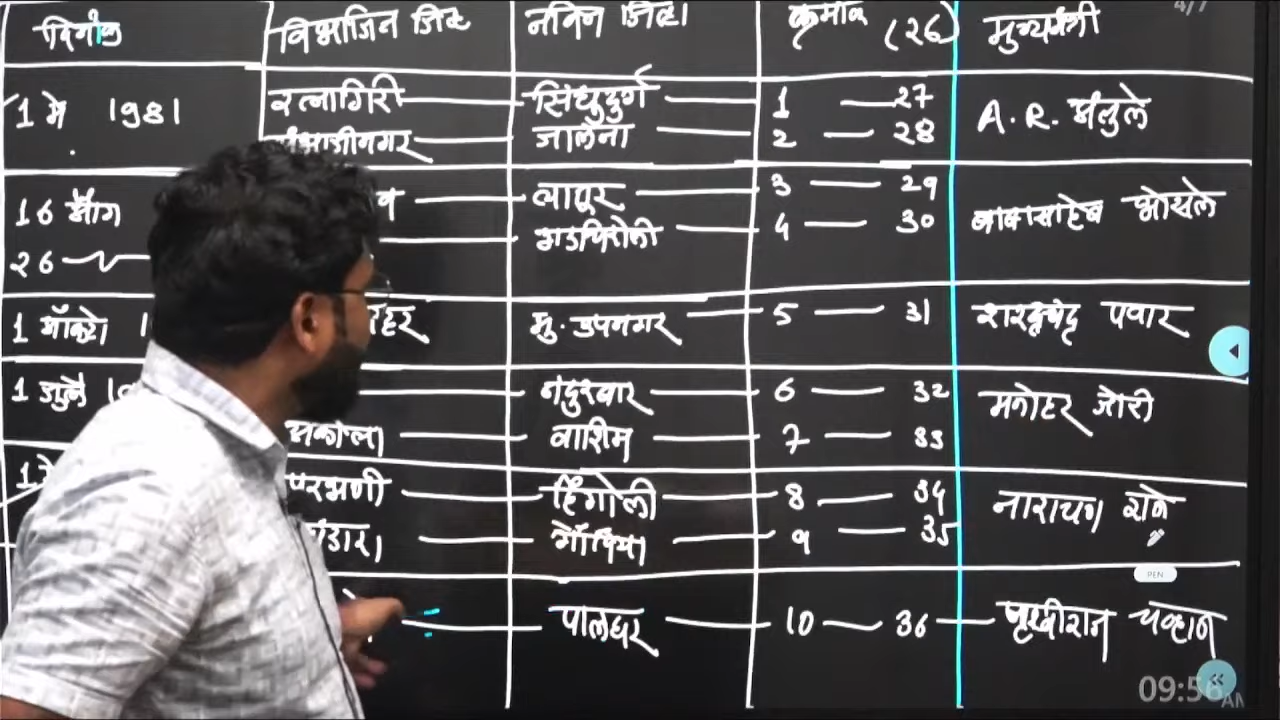 दिनांक विभाजित जिल्हा नविन जिल्हा क्रमांक (26) मुख्यमंत्री
1 मे 1981 रत्नागिरी सिंधुदुर्ग 1 — 27 A. R. अंतुले
जालना 2 — 28
16 ऑग लातूर 3 — 29 बाबासाहेब भोसले
26 गडचिरोली 4 — 30
1 ऑक्टो मु. उपनगर 5 — 31 शरदचंद्र पवार
1 जुलै नंदुरबार 6 — 32 मनोहर जोशी
अकोला वाशिम 7 — 33
परभणी हिंगोली 8 — 34 नारायण राणे
गोंदिया 9 — 35
पालघर 10 — 36 पृथ्वीराज चव्हाण
PEN